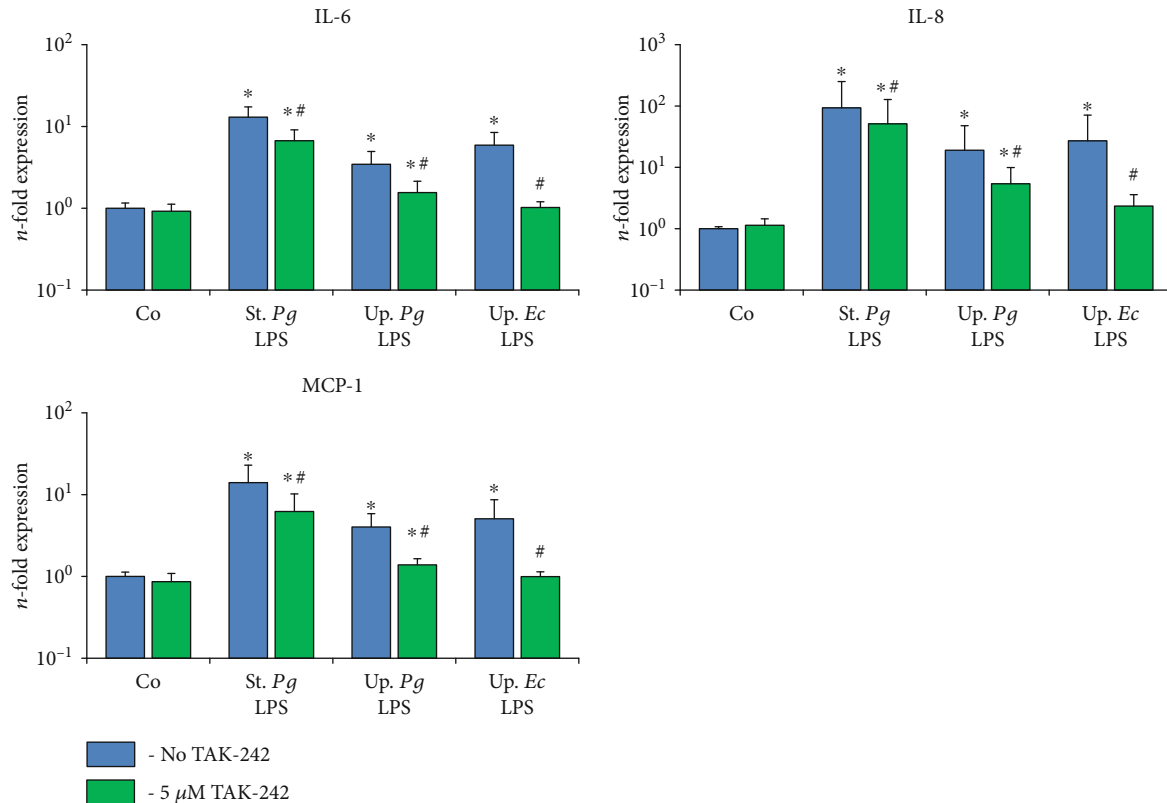 IL-6
n-fold expression
10²
10¹
10⁰
10⁻¹
* *# * *# * #
Co St. Pg LPS Up. Pg LPS Up. Ec LPS
IL-8
n-fold expression
10³
10²
10¹
10⁰
10⁻¹
* *# * *# * #
Co St. Pg LPS Up. Pg LPS Up. Ec LPS
MCP-1
n-fold expression
10²
10¹
10⁰
10⁻¹
* *# * *# * #
Co St. Pg LPS Up. Pg LPS Up. Ec LPS
- No TAK-242
- 5 μM TAK-242